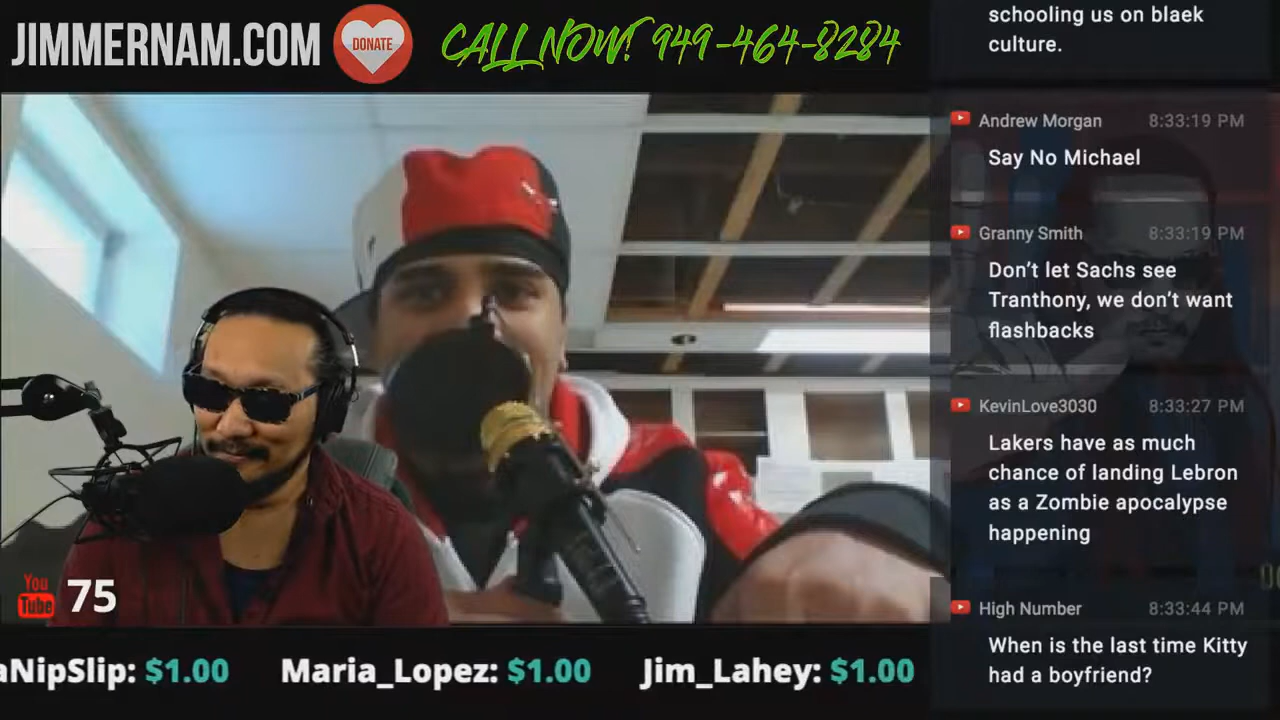 JIMMERNAM.COM
DONATE
CALL NOW! 949-464-8284
schooling us on blaek
culture.
Andrew Morgan 8:33:19 PM
Say No Michael
Granny Smith 8:33:19 PM
Don’t let Sachs see
Tranthony, we don’t want
flashbacks
KevinLove3030 8:33:27 PM
Lakers have as much
chance of landing Lebron
as a Zombie apocalypse
happening
High Number 8:33:44 PM
When is the last time Kitty
had a boyfriend?
You
Tube
75
aNipSlip: $1.00 Maria_Lopez: $1.00 Jim_Lahey: $1.00